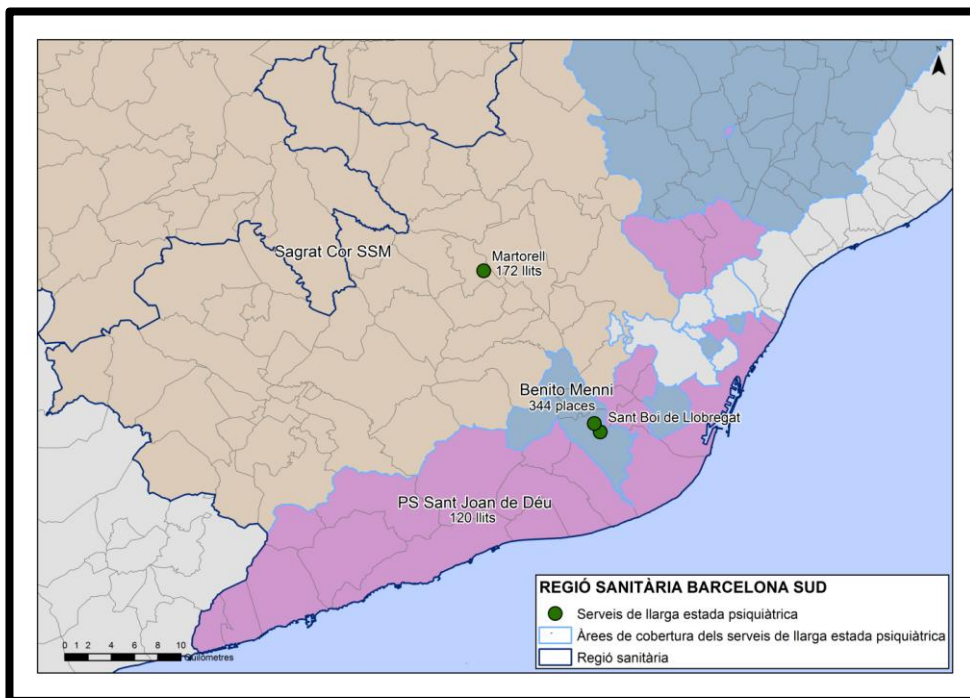 Sagrat Cor SSM
Martorell
172 llits
Benito Menni
344 places
Sant Boi de Llobregat
PS Sant Joan de Déu
120 llits
REGIÓ SANITÀRIA BARCELONA SUD
Serveis de llarga estada psiquiàtrica
Àrees de cobertura dels serveis de llarga estada psiquiàtrica
Regió sanitària
0 1 2 4 6 8 10
Quilòmetres